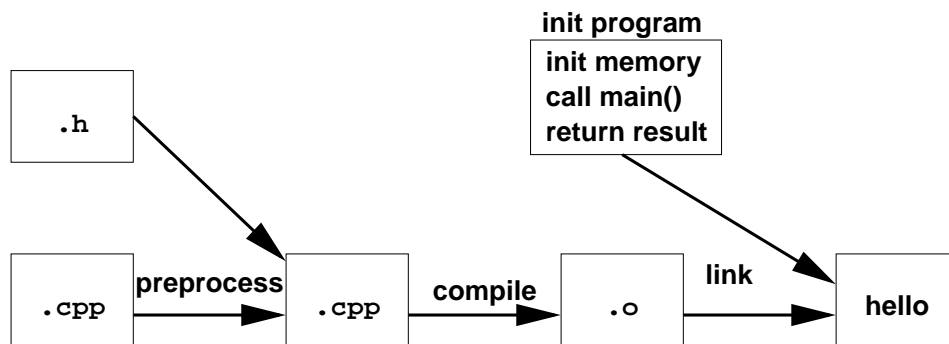 init program
init memory
call main()
return result
.h
.cpp
preprocess
.cpp
compile
.o
link
hello